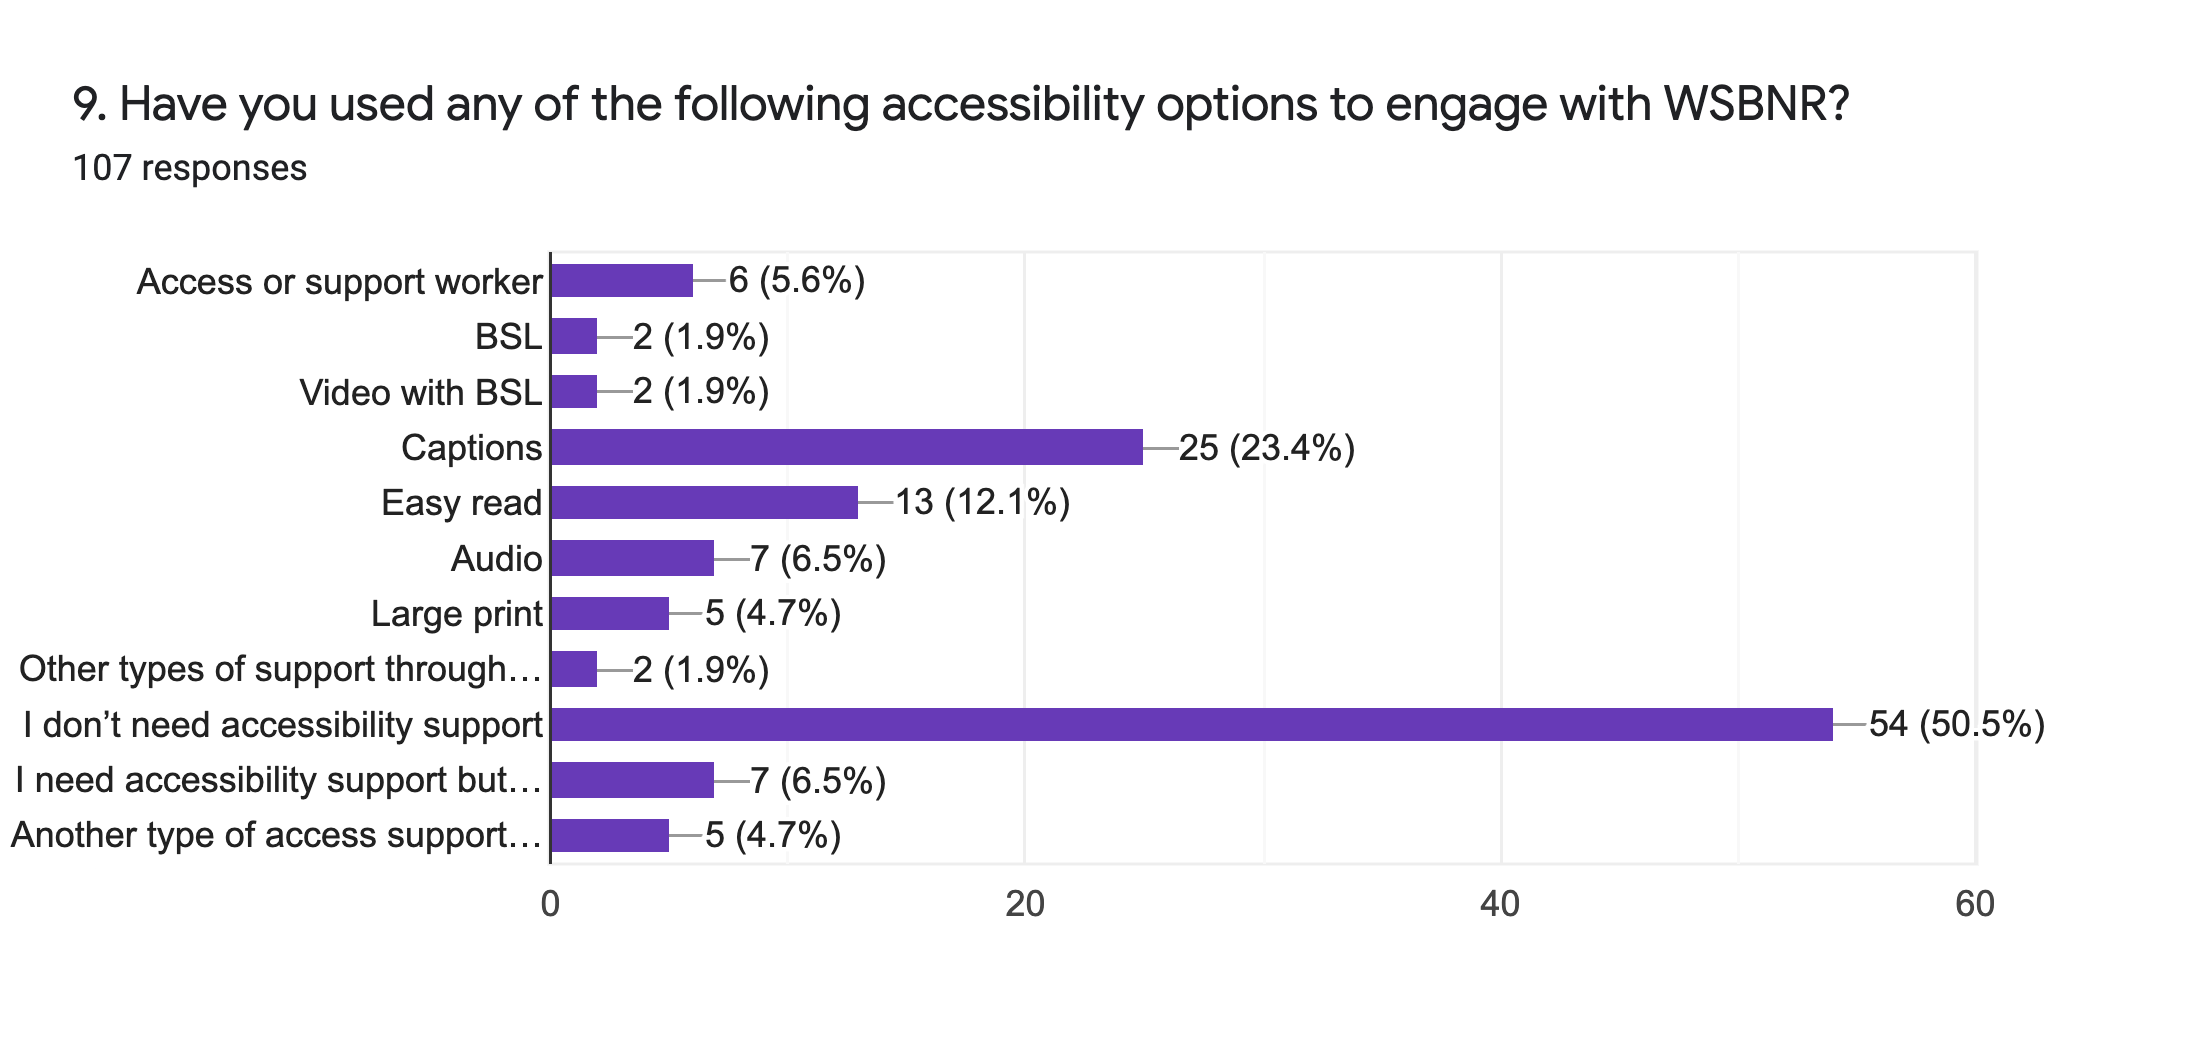 9. Have you used any of the following accessibility options to engage with WSBNR?
107 responses
Access or support worker 6 (5.6%)
BSL 2 (1.9%)
Video with BSL 2 (1.9%)
Captions 25 (23.4%)
Easy read 13 (12.1%)
Audio 7 (6.5%)
Large print 5 (4.7%)
Other types of support through… 2 (1.9%)
I don’t need accessibility support 54 (50.5%)
I need accessibility support but… 7 (6.5%)
Another type of access support… 5 (4.7%)
0 20 40 60